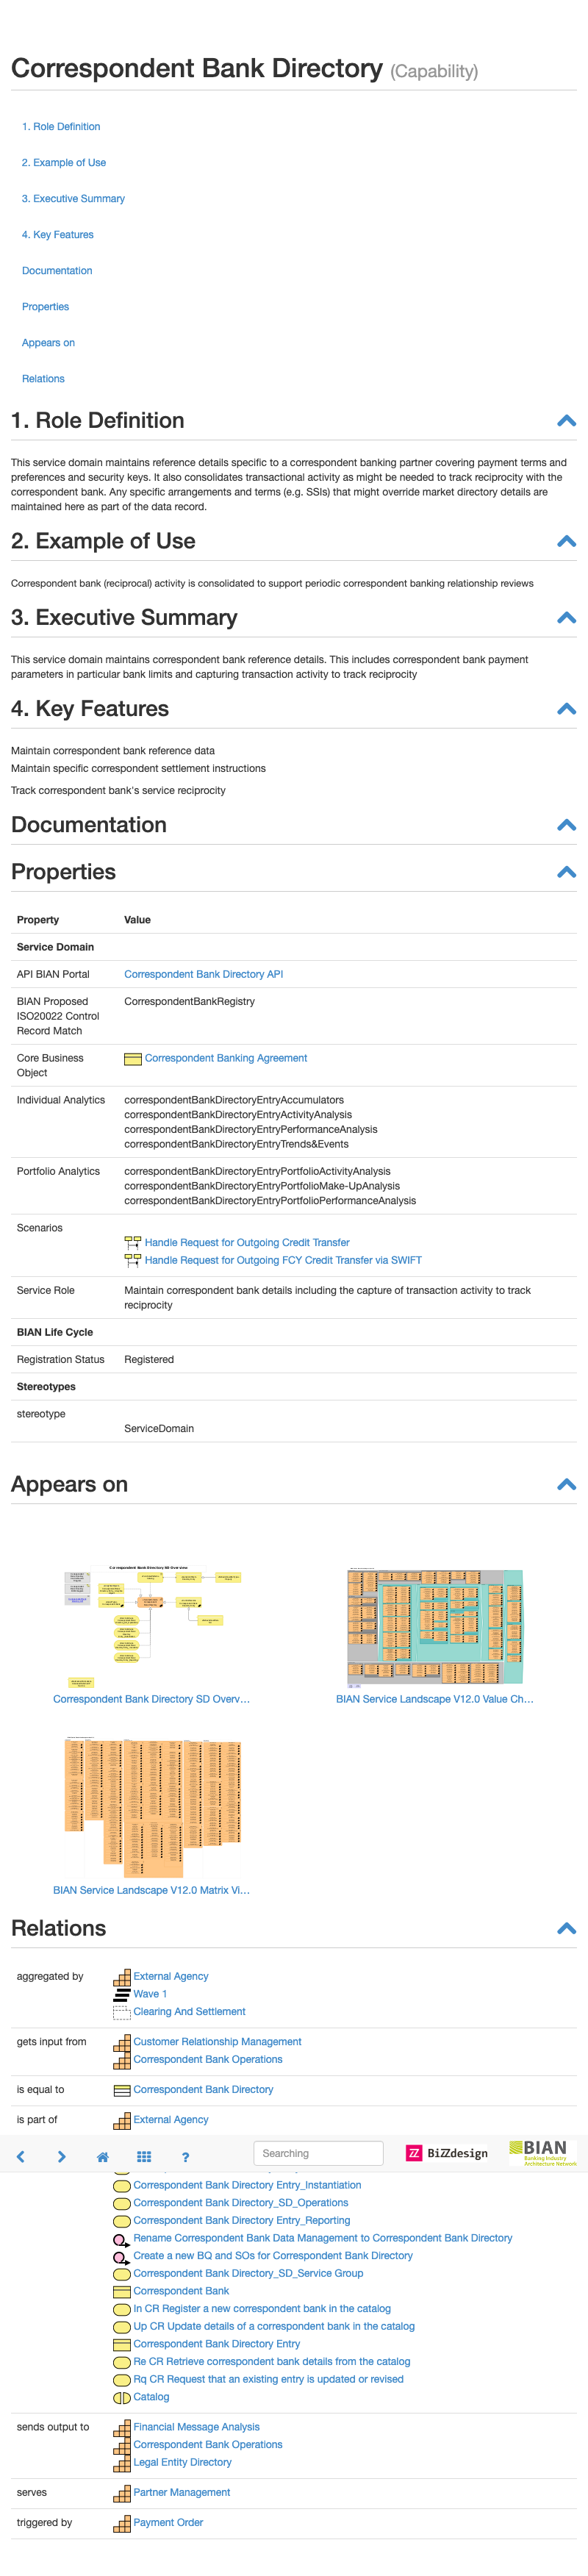 Correspondent Bank Directory (Capability)
1. Role Definition
2. Example of Use
3. Executive Summary
4. Key Features
Documentation
Properties
Appears on
Relations
1. Role Definition
This service domain maintains reference details specific to a correspondent banking partner covering payment terms and
preferences and security keys. It also consolidates transactional activity as might be needed to track reciprocity with the
correspondent bank. Any specific arrangements and terms (e.g. SSIs) that might override market directory details are
maintained here as part of the data record.
2. Example of Use
Correspondent bank (reciprocal) activity is consolidated to support periodic correspondent banking relationship reviews
3. Executive Summary
This service domain maintains correspondent bank reference details. This includes correspondent bank payment
parameters in particular bank limits and capturing transaction activity to track reciprocity
4. Key Features
Maintain correspondent bank reference data
Maintain specific correspondent settlement instructions
Track correspondent bank's service reciprocity
Documentation
Properties
Property Value
Service Domain
API BIAN Portal Correspondent Bank Directory API
BIAN Proposed CorrespondentBankRegistry
ISO20022 Control
Record Match
Core Business Correspondent Banking Agreement
Object
Individual Analytics correspondentBankDirectoryEntryAccumulators
correspondentBankDirectoryEntryActivityAnalysis
correspondentBankDirectoryEntryPerformanceAnalysis
correspondentBankDirectoryEntryTrends&Events
Portfolio Analytics correspondentBankDirectoryEntryPortfolioActivityAnalysis
correspondentBankDirectoryEntryPortfolioMake-UpAnalysis
correspondentBankDirectoryEntryPortfolioPerformanceAnalysis
Scenarios
Handle Request for Outgoing Credit Transfer
Handle Request for Outgoing FCY Credit Transfer via SWIFT
Service Role Maintain correspondent bank details including the capture of transaction activity to track
reciprocity
BIAN Life Cycle
Registration Status Registered
Stereotypes
stereotype
ServiceDomain
Appears on
Correspondent Bank Directory SD Overview
Correspondent Bank Directory SD Overv...
BIAN Service Landscape V12.0 Value Ch...
BIAN Service Landscape V12.0 Matrix Vi...
Relations
aggregated by External Agency
Wave 1
Clearing And Settlement
gets input from Customer Relationship Management
Correspondent Bank Operations
is equal to Correspondent Bank Directory
is part of External Agency
Searching
BiZZdesign
BIAN
Banking Industry
Architecture Network
Correspondent Bank Directory Entry_Instantiation
Correspondent Bank Directory_SD_Operations
Correspondent Bank Directory Entry_Reporting
Rename Correspondent Bank Data Management to Correspondent Bank Directory
Create a new BQ and SOs for Correspondent Bank Directory
Correspondent Bank Directory_SD_Service Group
Correspondent Bank
In CR Register a new correspondent bank in the catalog
Up CR Update details of a correspondent bank in the catalog
Correspondent Bank Directory Entry
Re CR Retrieve correspondent bank details from the catalog
Rq CR Request that an existing entry is updated or revised
Catalog
sends output to Financial Message Analysis
Correspondent Bank Operations
Legal Entity Directory
serves Partner Management
triggered by Payment Order